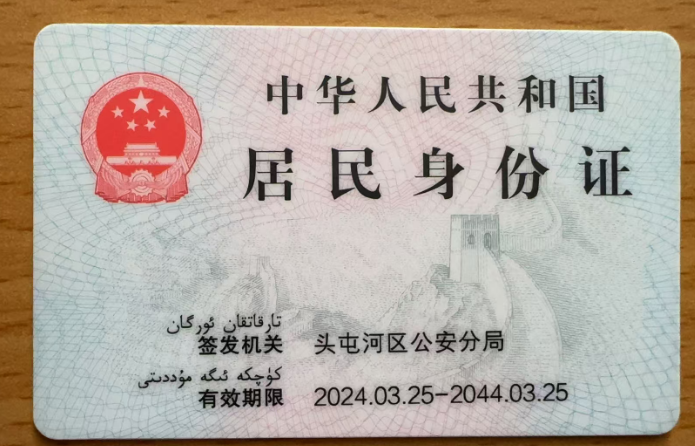 中华人民共和国
居民身份证
تارقاتقان ئورگان
签发机关 头屯河区公安分局
كۈچكە ئىگە مۇددىتى
有效期限 2024.03.25-2044.03.25